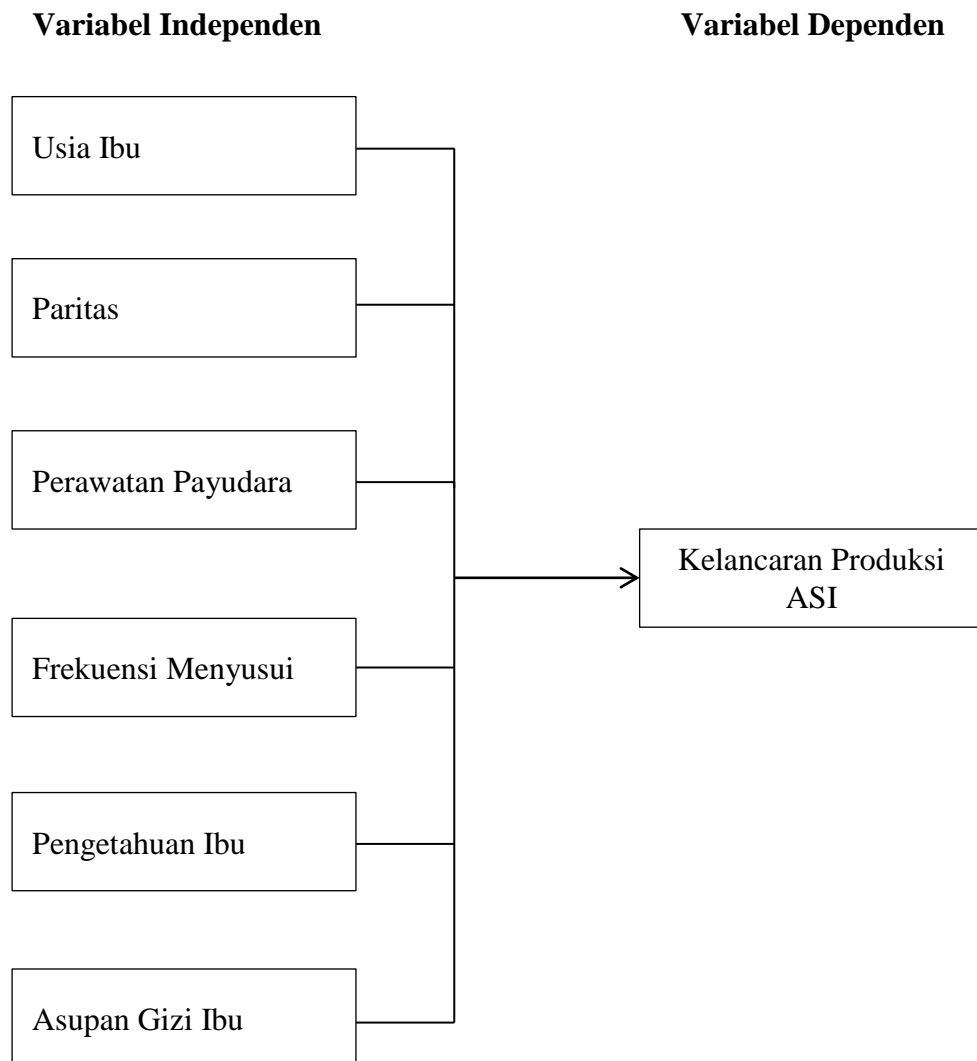 Variabel Independen
Variabel Dependen
Usia Ibu
Paritas
Perawatan Payudara
Frekuensi Menyusui
Pengetahuan Ibu
Asupan Gizi Ibu
Kelancaran Produksi
ASI